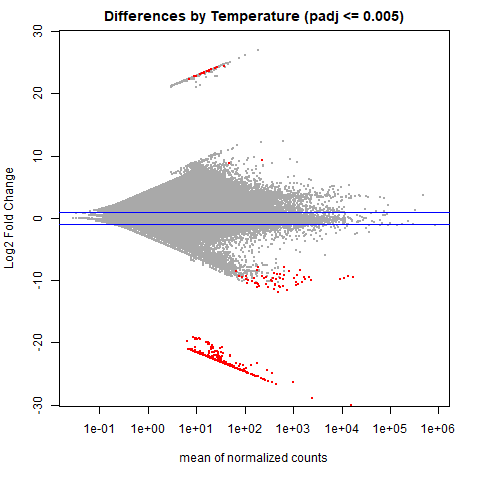 Differences by Temperature (padj <= 0.005)
Log2 Fold Change
30
20
10
0
-10
-20
-30
1e-01 1e+00 1e+01 1e+02 1e+03 1e+04 1e+05 1e+06
mean of normalized counts